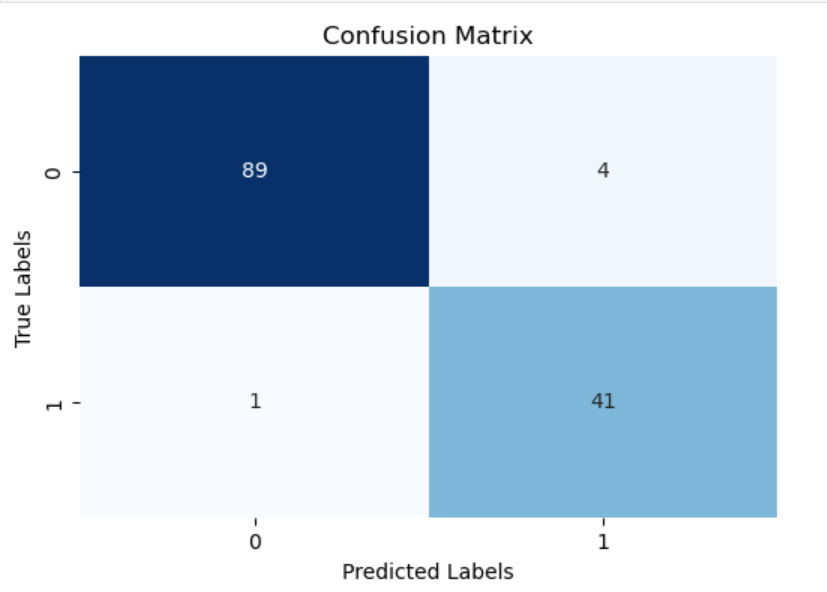 Confusion Matrix
True Labels
0
89
4
1
1
41
0
1
Predicted Labels